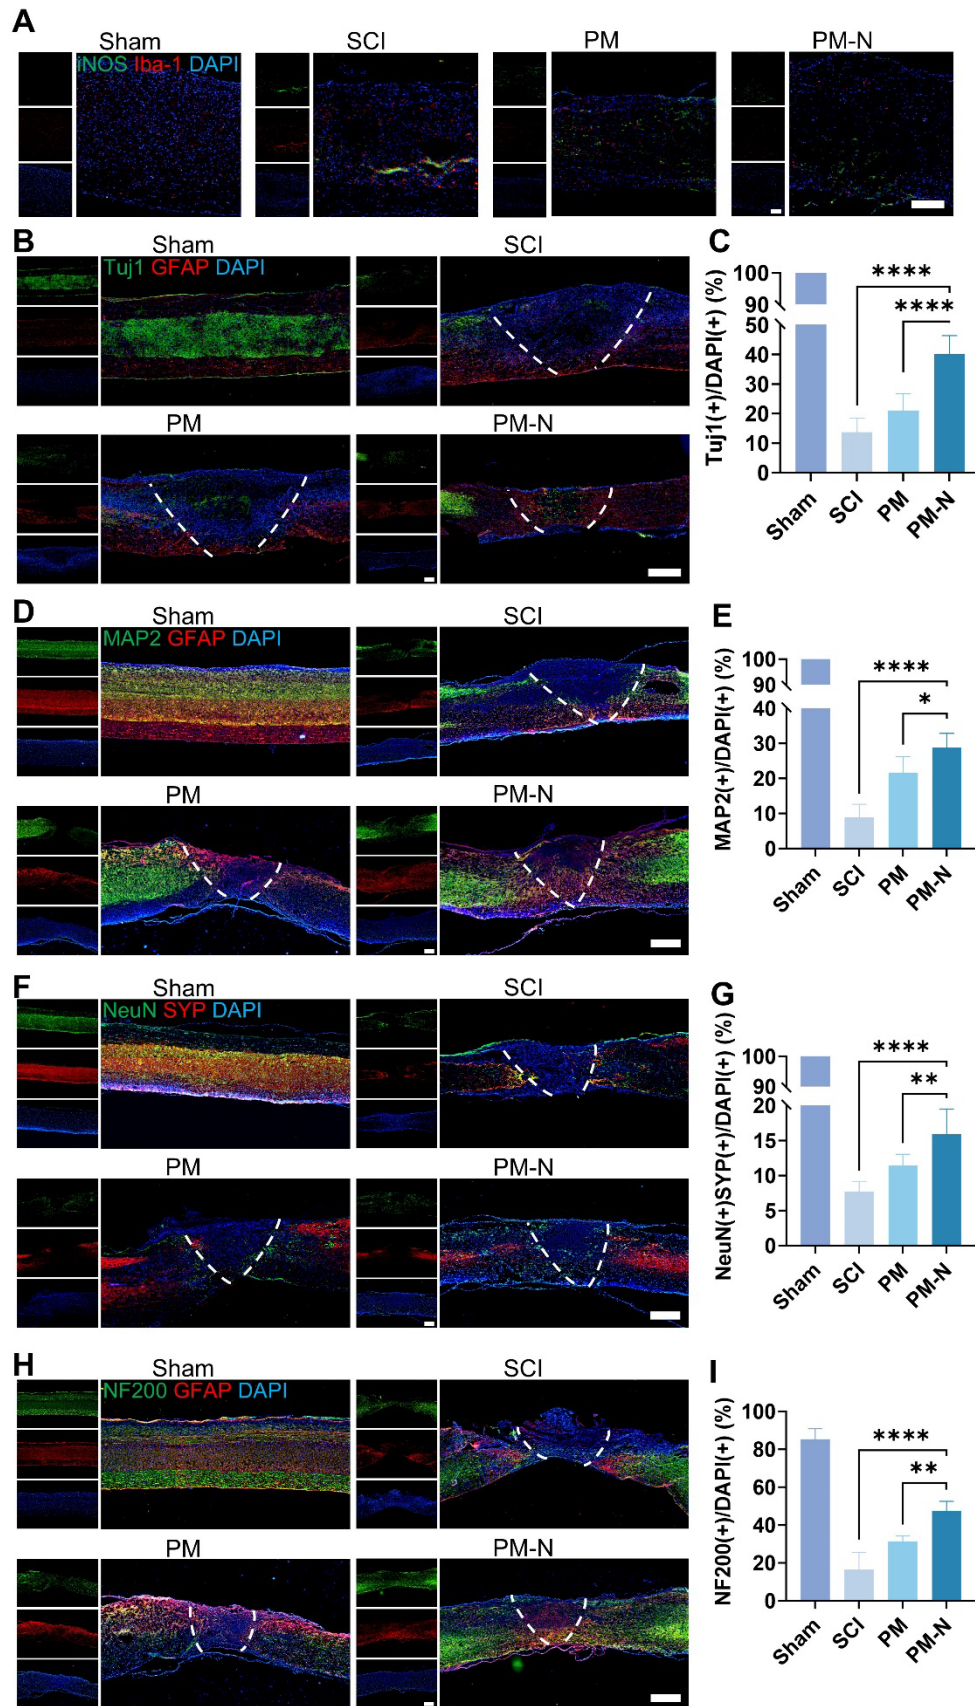 A
Sham SCI PM PM-N
iNOS Iba-1 DAPI
B
Sham SCI
Tuj1 GFAP DAPI
PM PM-N
C
Tuj1(+)/DAPI(+) (%)
100
90
50
40
30
20
10
0
****
****
Sham SCI PM PM-N
D
Sham SCI
MAP2 GFAP DAPI
PM PM-N
E
MAP2(+)/DAPI(+) (%)
100
90
40
30
20
10
0
****
*
Sham SCI PM PM-N
F
Sham SCI
NeuN SYP DAPI
PM PM-N
G
NeuN(+)SYP(+)/DAPI(+) (%)
100
90
20
15
10
5
0
****
**
Sham SCI PM PM-N
H
Sham SCI
NF200 GFAP DAPI
PM PM-N
I
NF200(+)/DAPI(+) (%)
80
60
40
20
0
****
**
Sham SCI PM PM-N